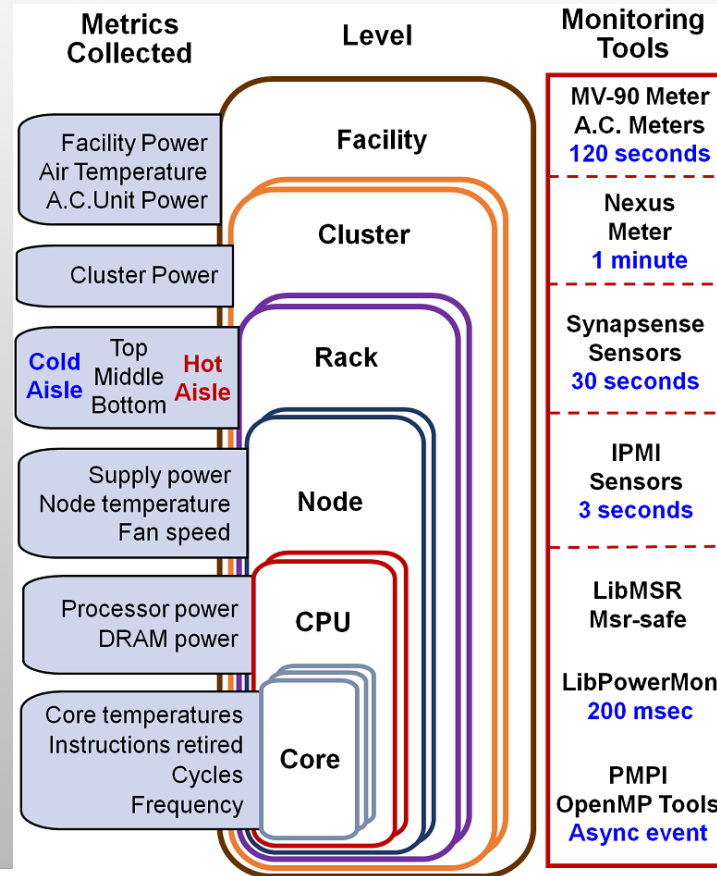 Metrics
Collected
Level
Monitoring
Tools
Facility Power
Air Temperature
A.C.Unit Power
Facility
MV-90 Meter
A.C. Meters
120 seconds
Cluster Power
Cluster
Nexus
Meter
1 minute
Cold
Aisle
Top
Middle
Bottom
Hot
Aisle
Rack
Synapsense
Sensors
30 seconds
Supply power
Node temperature
Fan speed
Node
IPMI
Sensors
3 seconds
Processor power
DRAM power
CPU
LibMSR
Msr-safe
LibPowerMon
200 msec
Core temperatures
Instructions retired
Cycles
Frequency
Core
PMPI
OpenMP Tools
Async event